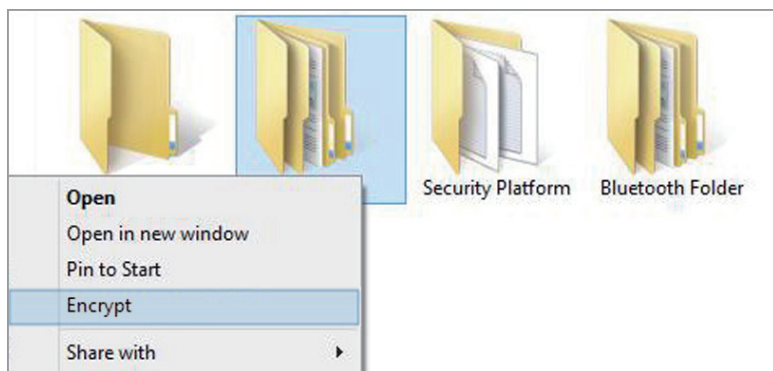 Security Platform
Bluetooth Folder
Open
Open in new window
Pin to Start
Encrypt
Share with